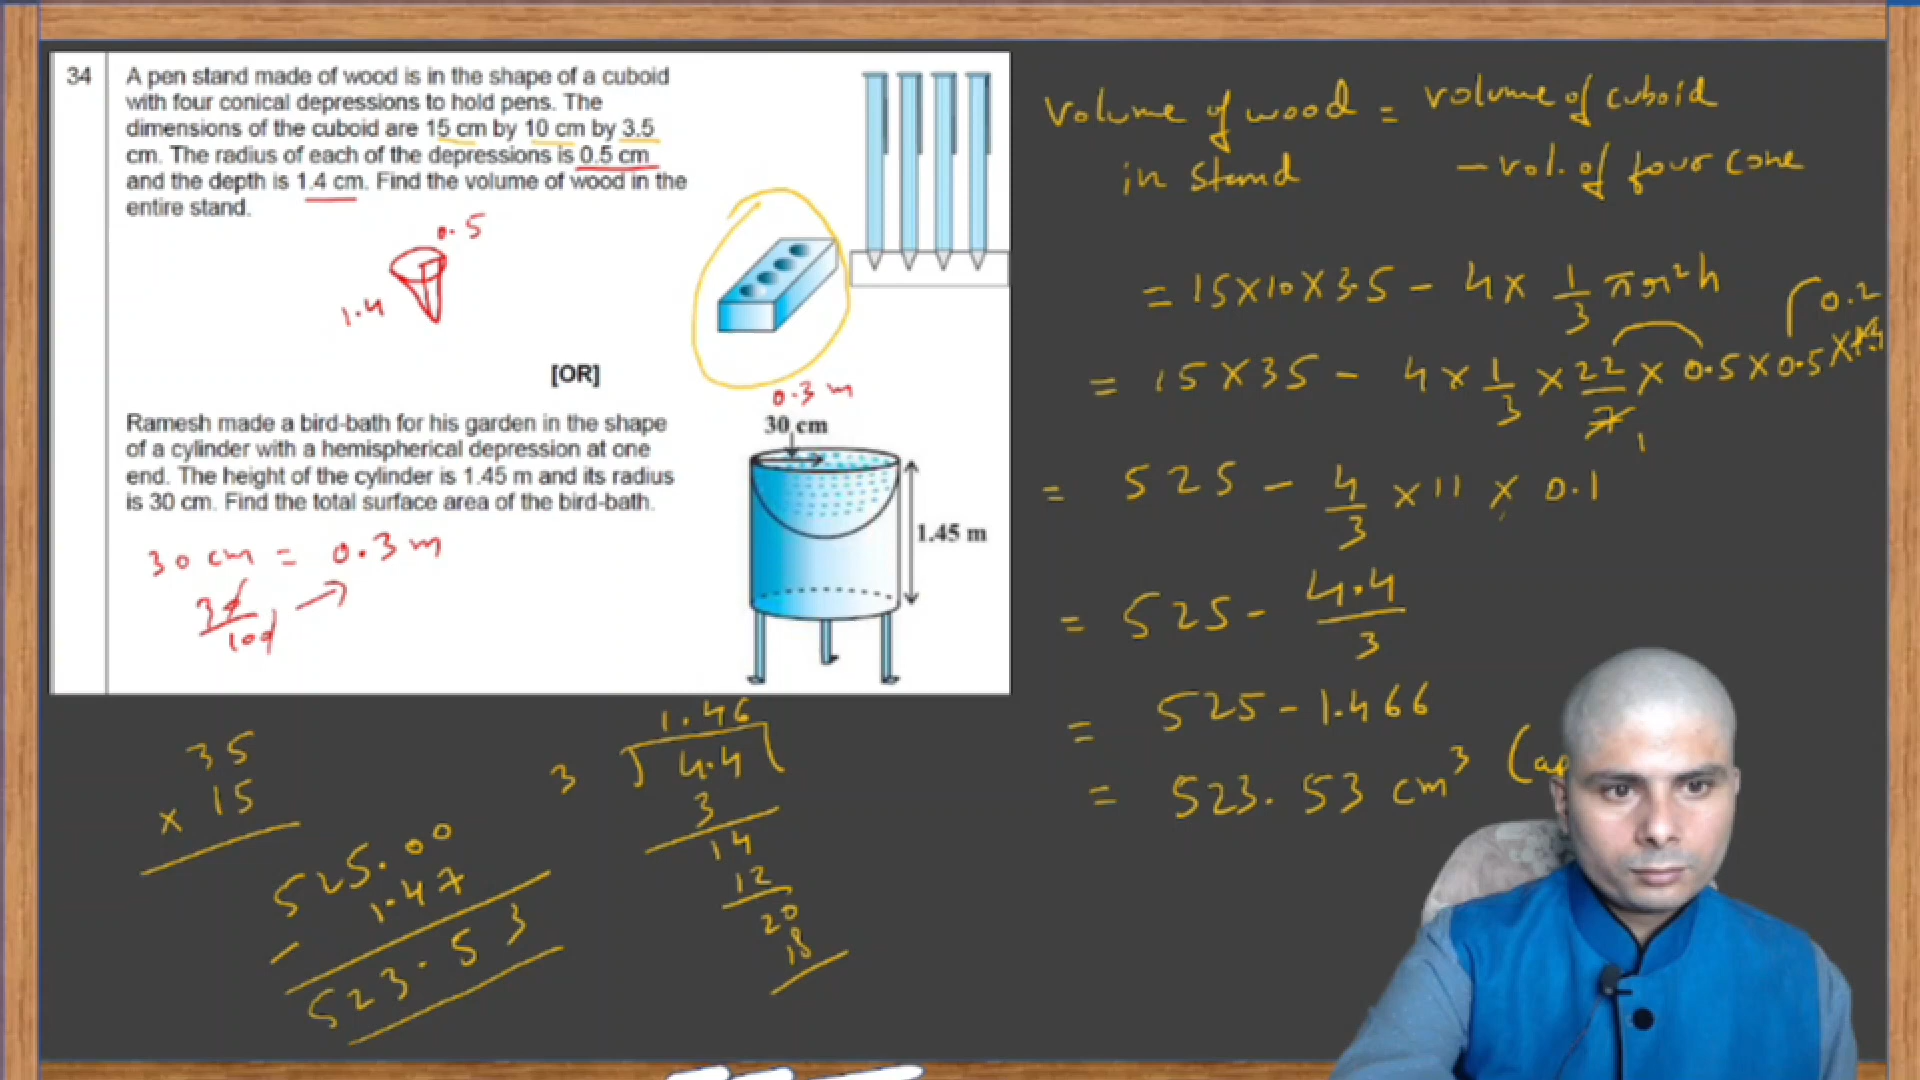 34
A pen stand made of wood is in the shape of a cuboid
with four conical depressions to hold pens. The
dimensions of the cuboid are 15 cm by 10 cm by 3.5
cm. The radius of each of the depressions is 0.5 cm
and the depth is 1.4 cm. Find the volume of wood in the
entire stand.
0.5
1.4
[OR]
Ramesh made a bird-bath for his garden in the shape
of a cylinder with a hemispherical depression at one
end. The height of the cylinder is 1.45 m and its radius
is 30 cm. Find the total surface area of the bird-bath.
0.3 m
30 cm
1.45 m
30 cm = 0.3 m
30
100
35
× 15
525.00
- 1.47
523.53
1.46
3 4.4
3
14
12
20
18
volume of wood = volume of cuboid
in stand - vol. of four cone
= 15×10×3.5 - 4× 1/3 πr²h
0.2
= 15×35 - 4×1/3×22/7×0.5×0.5×
1
= 525 - 4/3 ×11×0.1
= 525 - 4.4/3
= 525 - 1.466
= 523.53 cm³ (ap